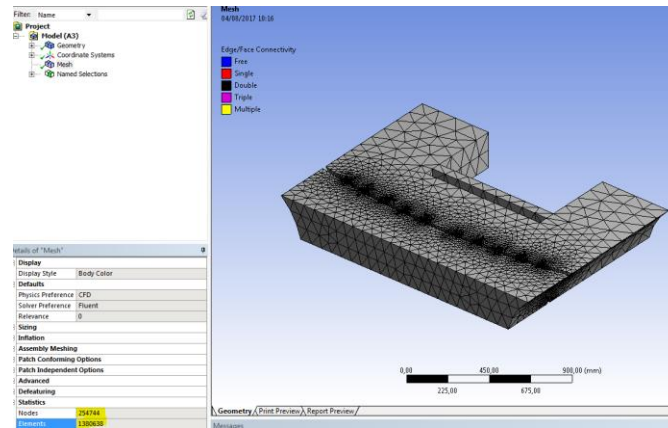 Filter: Name
Project
Model (A3)
Geometry
Coordinate Systems
Mesh
Named Selections
Details of "Mesh"
Display
Display Style Body Color
Defaults
Physics Preference CFD
Solver Preference Fluent
Relevance 0
Sizing
Inflation
Assembly Meshing
Patch Conforming Options
Patch Independent Options
Advanced
Defeaturing
Statistics
Nodes 254744
Elements 1380638
Mesh
04/08/2017 10:16
Edge/Face Connectivity
Free
Single
Double
Triple
Multiple
0,00 450,00 900,00 (mm)
225,00 675,00
Geometry Print Preview Report Preview
Messages